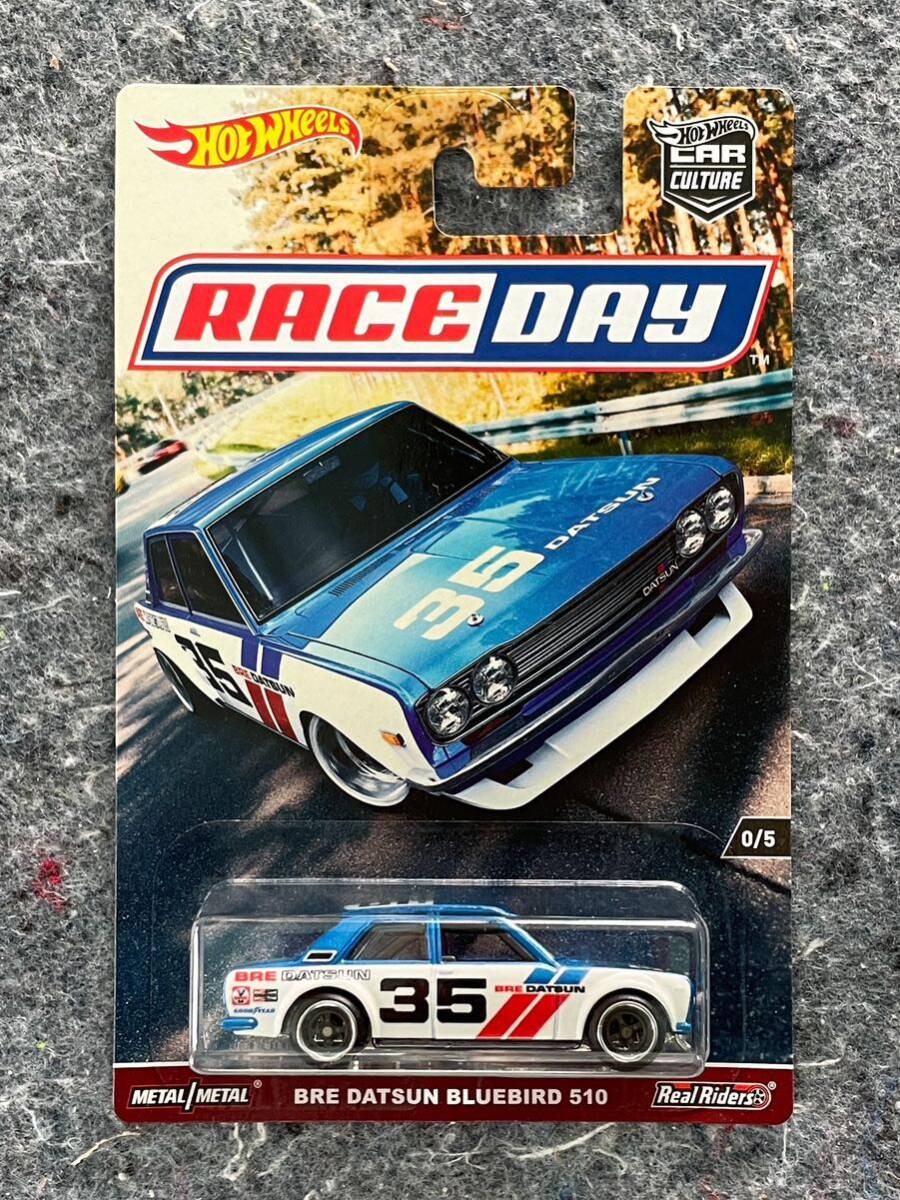 Hot Wheels
Hot Wheels
CAR
CULTURE
RACE DAY™
35 DATSUN
DATSUN
35
BRE DATSUN
0/5
BRE DATSUN
35
BRE DATSUN
GOODYEAR
METAL/METAL®
BRE DATSUN BLUEBIRD 510
Real Riders®